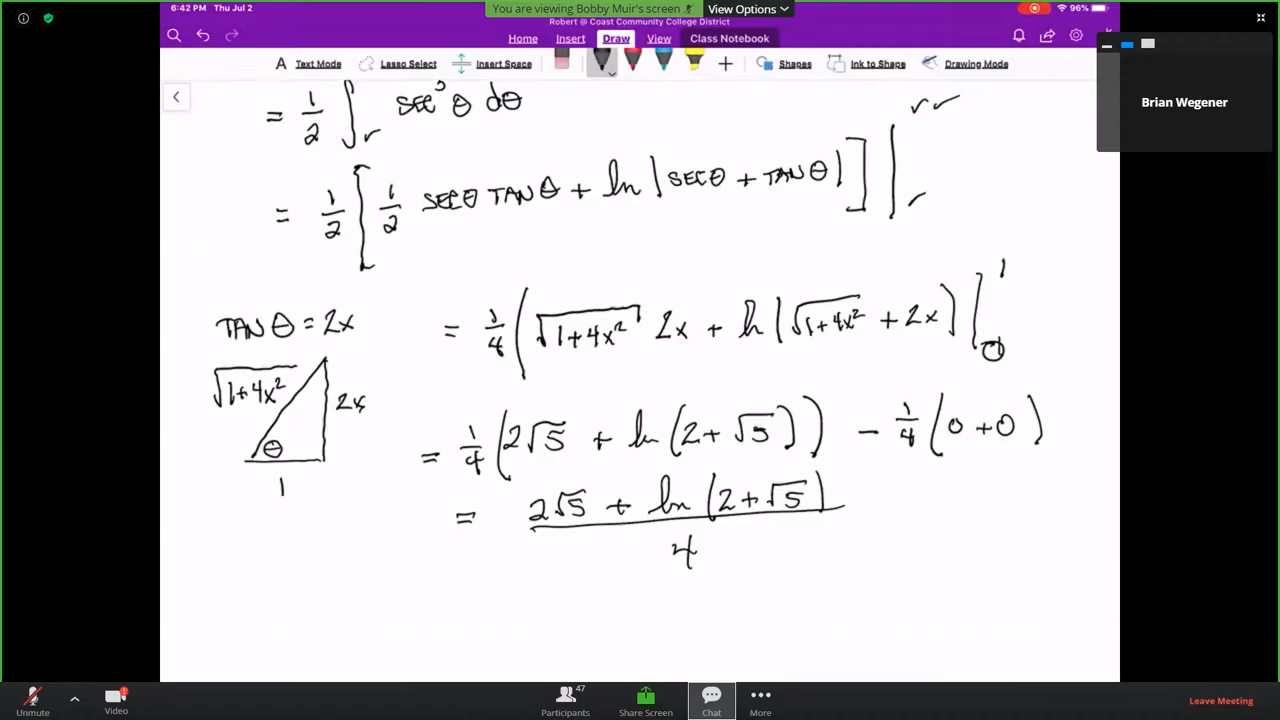 You are viewing Bobby Muir's screen View Options
6:42 PM Thu Jul 2
96%
Robert @ Coast Community College District
Home Insert Draw View Class Notebook
Text Mode Lasso Select Insert Space Shapes Ink to Shape Drawing Mode
Brian Wegener
= 1/2 ∫ᵣ sec³ θ dθ
= 1/2 [ 1/2 secθ TANθ + ln |secθ + TANθ| ] |
TAN θ = 2x
= 1/4 ( √(1+4x²) 2x + ln |√(1+4x²) + 2x| ) |₀¹
√(1+4x²)
2x
θ
1
= 1/4 (2√5 + ln (2+√5)) − 1/4 (0 + 0)
= (2√5 + ln (2+√5)) / 4
Unmute Video Participants 47 Share Screen Chat More Leave Meeting